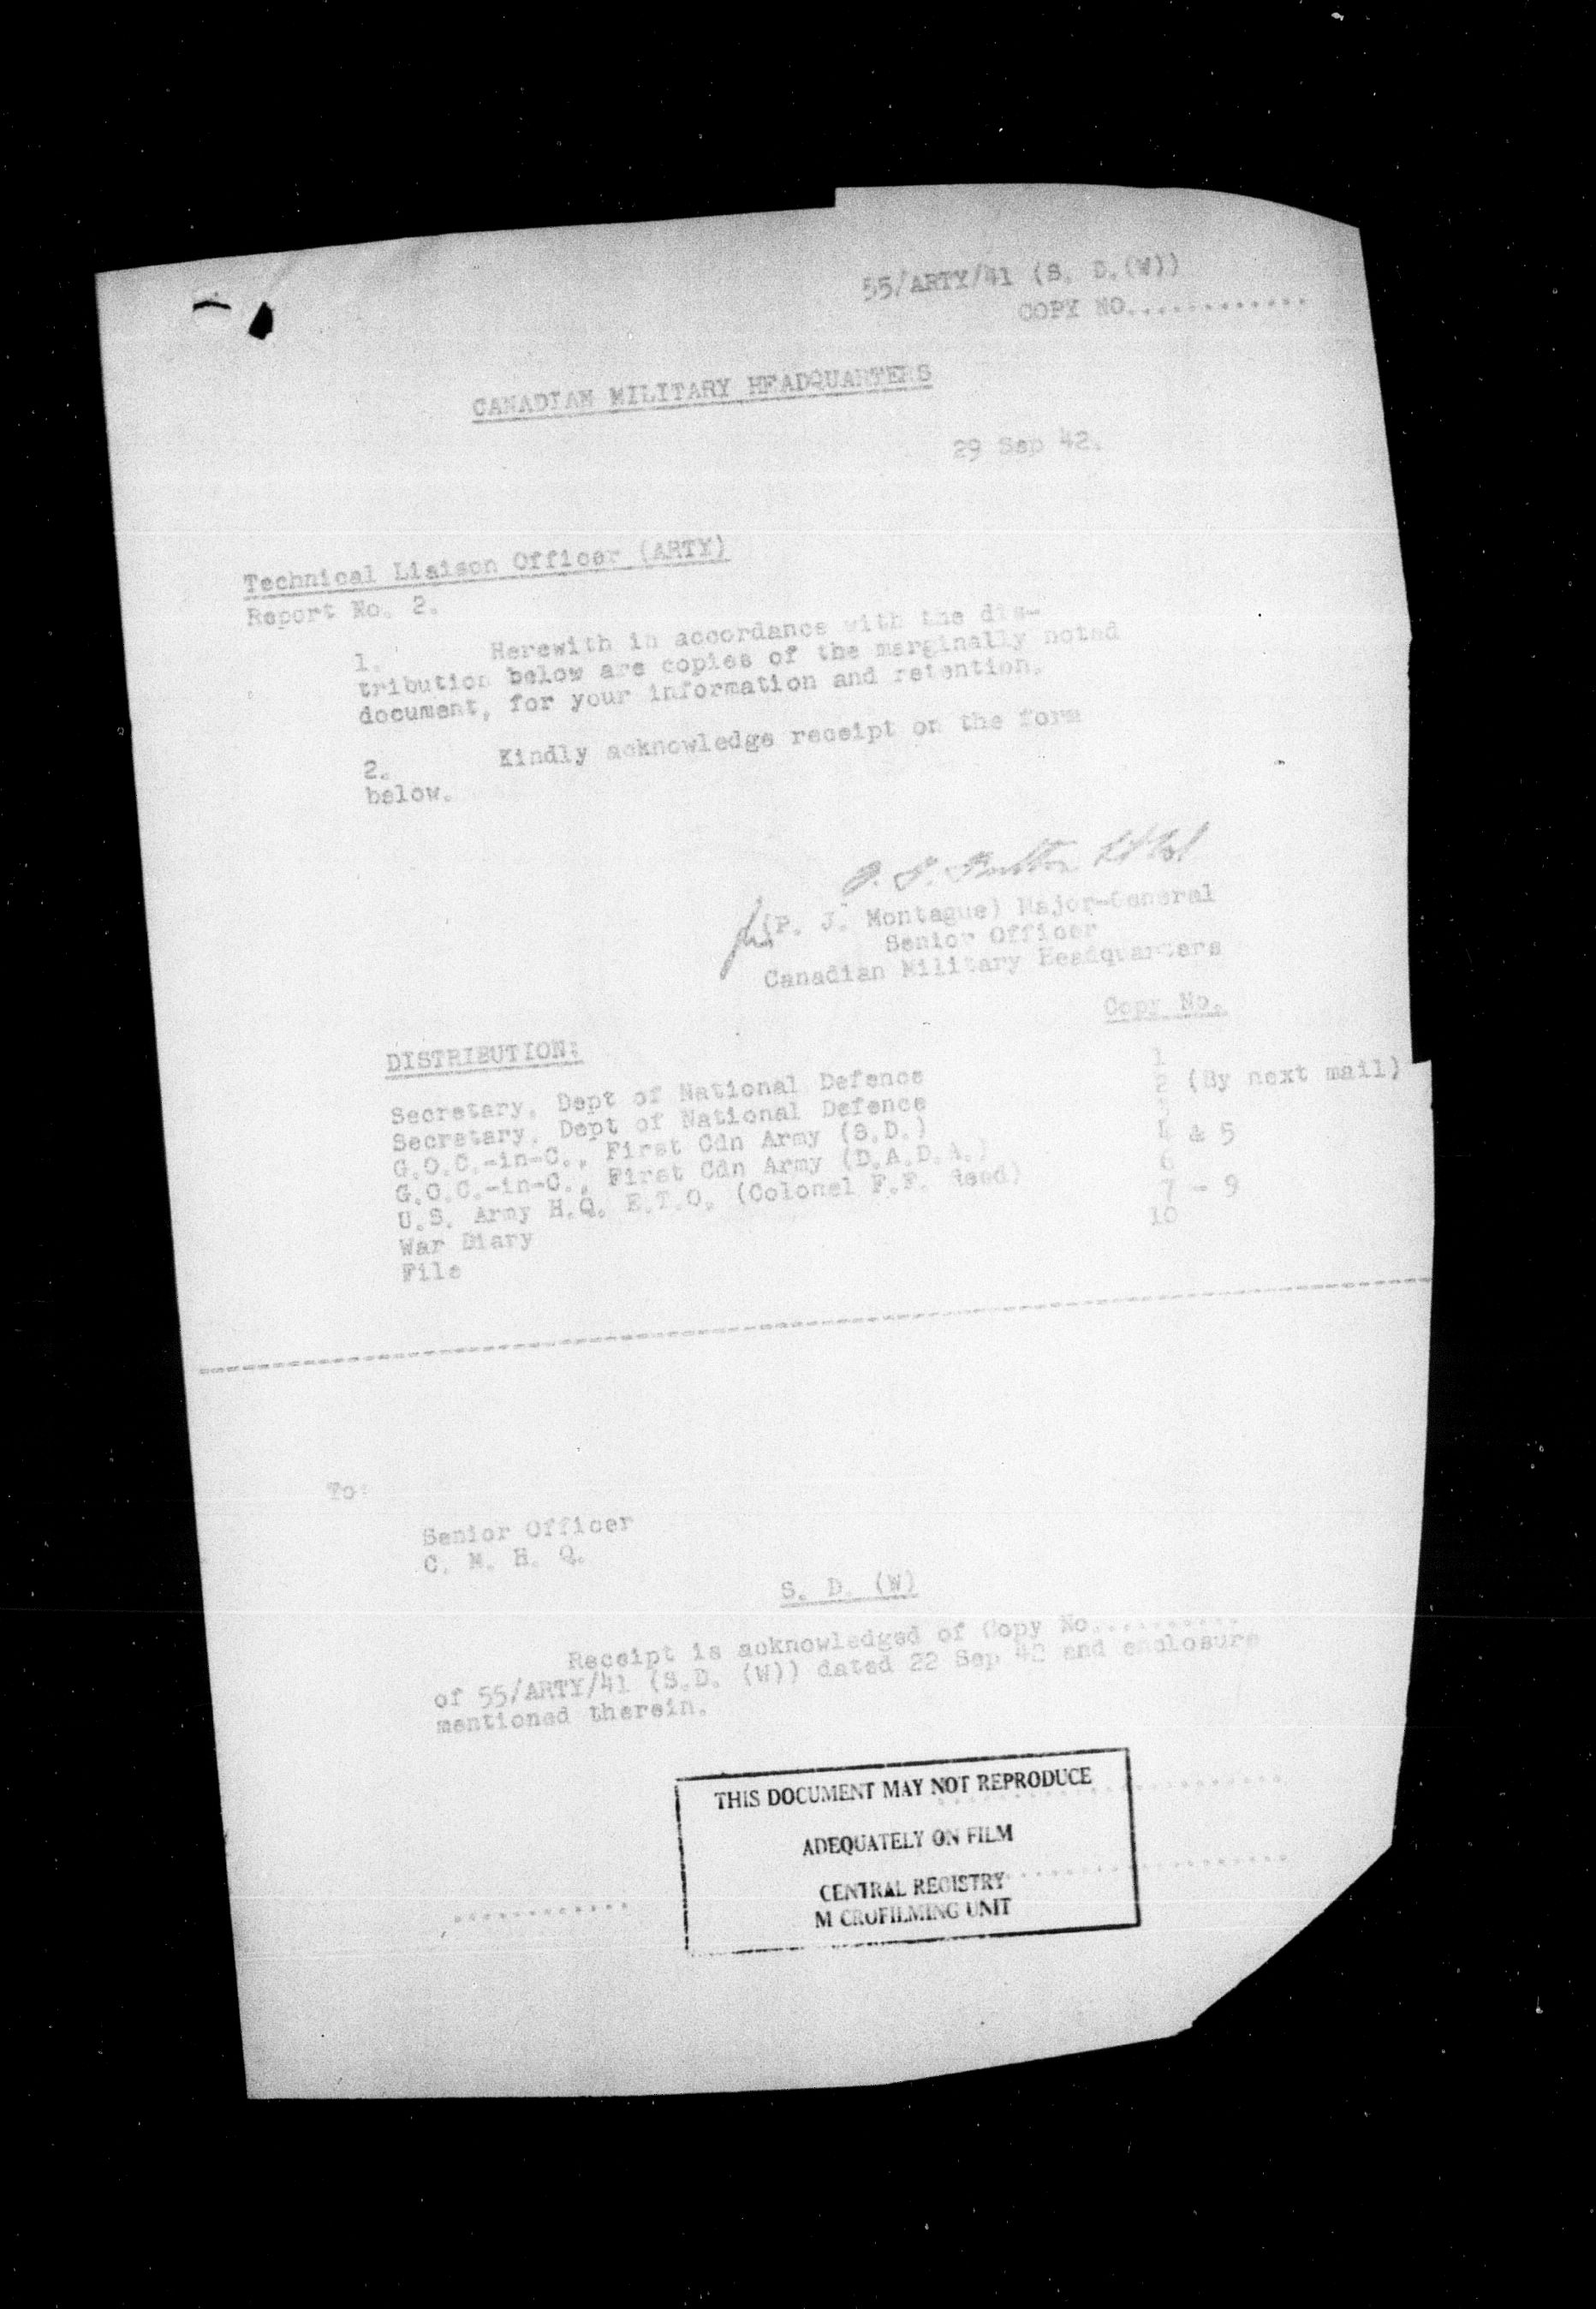 55/ARTY/41 (S. D.(W))
COPY NO............
CANADIAN MILITARY HEADQUARTERS
29 Sep 42.
Technical Liaison Officer (ARTY)
Report No. 2.
1. Herewith in accordance with the dis-
tribution below are copies of the marginally noted
document, for your information and retention.
2. Kindly acknowledge receipt on the form
below.
for (P. J. Montague) Major-General
Senior Officer
Canadian Military Headquarters
Copy No.
DISTRIBUTION:
Secretary, Dept of National Defence 1
Secretary, Dept of National Defence 2 (By next mail)
G.O.C.-in-C., First Cdn Army (S.D.) 3
G.O.C.-in-C., First Cdn Army (D.A.D.A.) 4 & 5
U.S. Army H.Q. E.T.O. (Colonel F.F. Reed) 6
War Diary 7 - 9
File 10
To:
Senior Officer
C. M. H. Q.
S. D. (W)
Receipt is acknowledged of Copy No...........
of 55/ARTY/41 (S.D. (W)) dated 22 Sep 42 and enclosure
mentioned therein.
THIS DOCUMENT MAY NOT REPRODUCE
ADEQUATELY ON FILM
CENTRAL REGISTRY
M CROFILMING UNIT